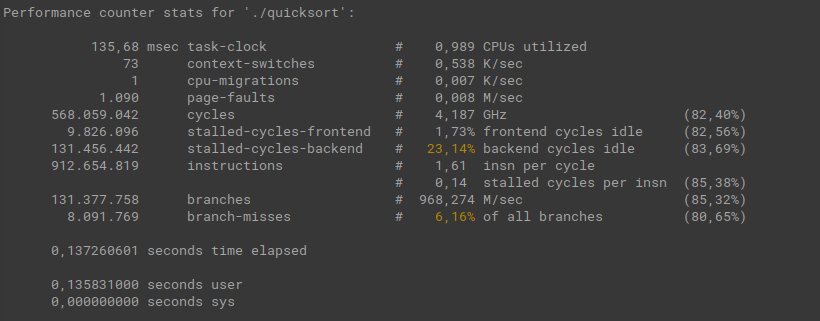 Performance counter stats for './quicksort':
135,68 msec task-clock # 0,989 CPUs utilized
73 context-switches # 0,538 K/sec
1 cpu-migrations # 0,007 K/sec
1.090 page-faults # 0,008 M/sec
568.059.042 cycles # 4,187 GHz (82,40%)
9.826.096 stalled-cycles-frontend # 1,73% frontend cycles idle (82,56%)
131.456.442 stalled-cycles-backend # 23,14% backend cycles idle (83,69%)
912.654.819 instructions # 1,61 insn per cycle
# 0,14 stalled cycles per insn (85,38%)
131.377.758 branches # 968,274 M/sec (85,32%)
8.091.769 branch-misses # 6,16% of all branches (80,65%)
0,137260601 seconds time elapsed
0,135831000 seconds user
0,000000000 seconds sys